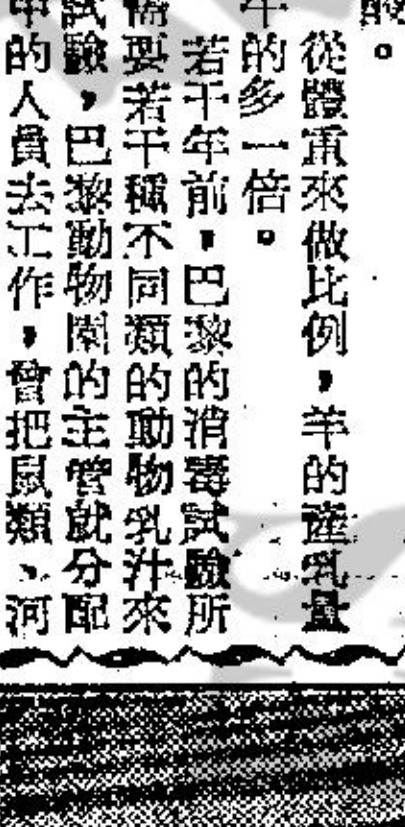 酸。
從體重來做比例，羊的產乳量
牛的多一倍。
若干年前，巴黎的消毒試驗所
需要若干種不同類的動物乳汁來
試驗，巴黎動物園的主管就分配
的人員去工作，曾把鼠類、河